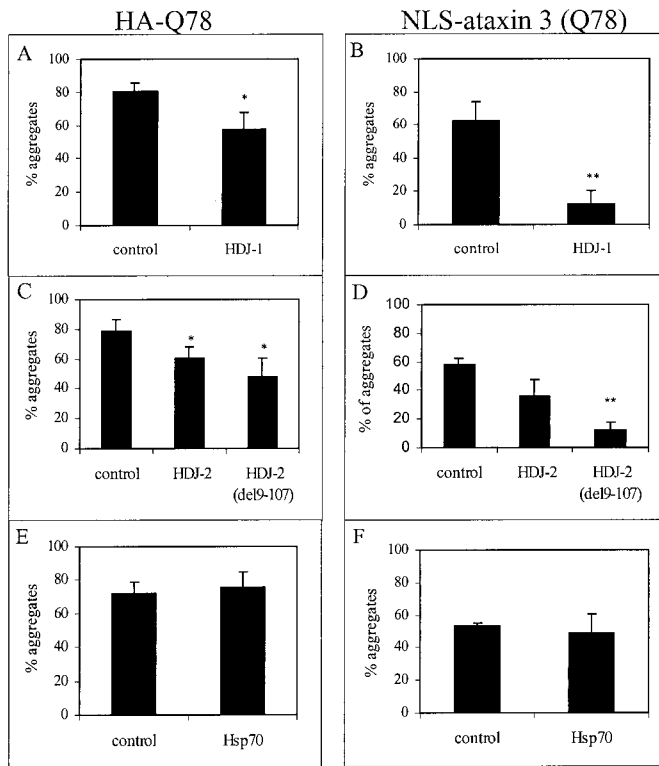 HA-Q78
NLS-ataxin 3 (Q78)
A
100
80
60
40
20
0
% aggregates
*
control
HDJ-1
B
100
80
60
40
20
0
% aggregates
**
control
HDJ-1
C
100
80
60
40
20
0
% aggregates
*
*
control
HDJ-2
HDJ-2
(del9-107)
D
100
80
60
40
20
0
% of aggregates
**
control
HDJ-2
HDJ-2
(del9-107)
E
100
80
60
40
20
0
% aggregates
control
Hsp70
F
100
80
60
40
20
0
% aggregates
control
Hsp70